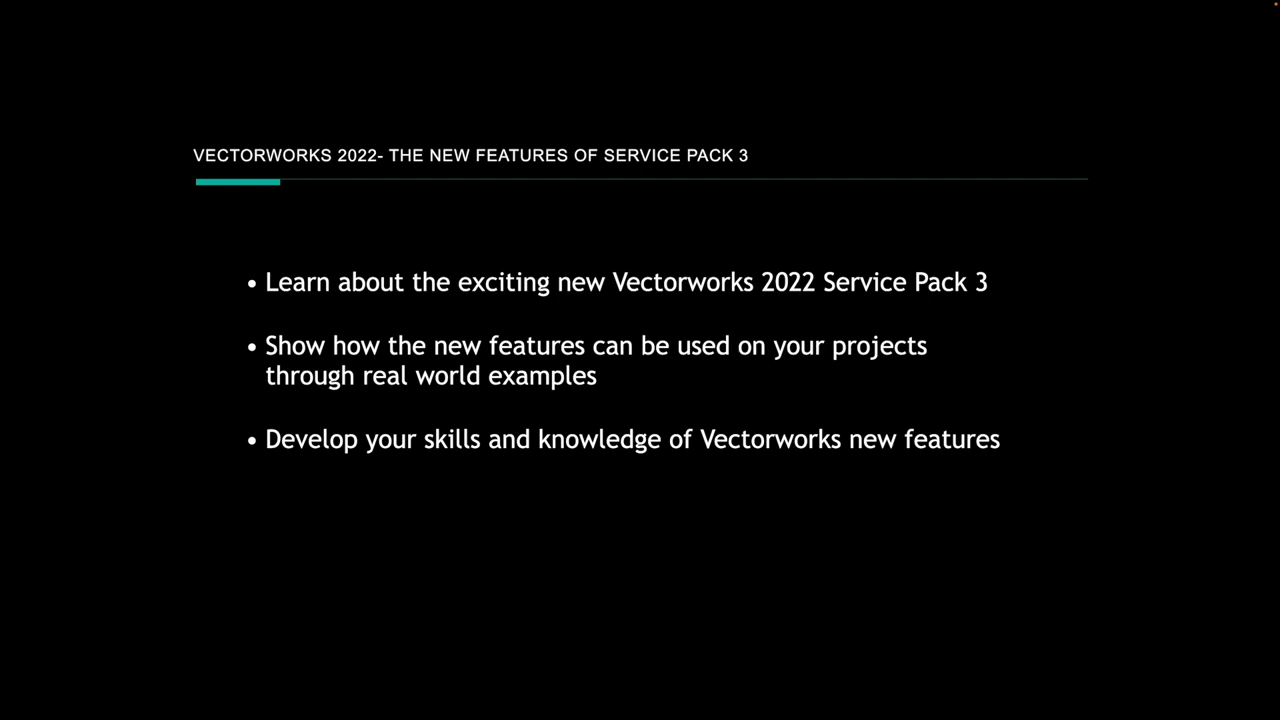 VECTORWORKS 2022- THE NEW FEATURES OF SERVICE PACK 3
• Learn about the exciting new Vectorworks 2022 Service Pack 3
• Show how the new features can be used on your projects
through real world examples
• Develop your skills and knowledge of Vectorworks new features